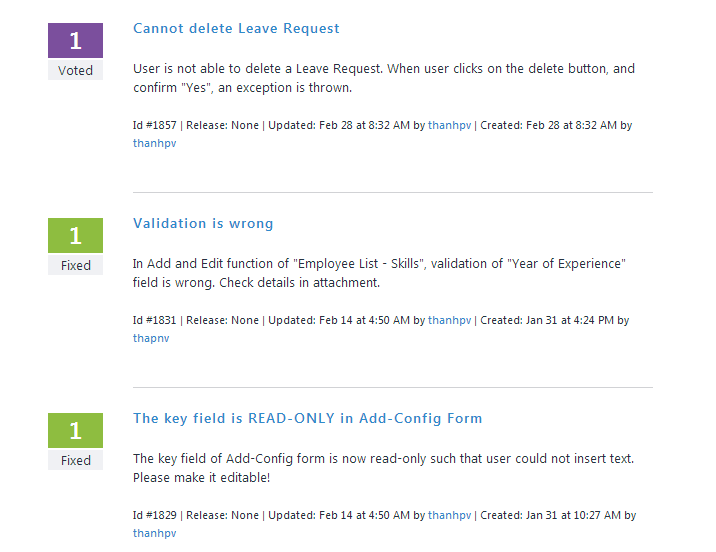 1
Voted
Cannot delete Leave Request
User is not able to delete a Leave Request. When user clicks on the delete button, and
confirm "Yes", an exception is thrown.
Id #1857 | Release: None | Updated: Feb 28 at 8:32 AM by thanhpv | Created: Feb 28 at 8:32 AM by
thanhpv
1
Fixed
Validation is wrong
In Add and Edit function of "Employee List - Skills", validation of "Year of Experience"
field is wrong. Check details in attachment.
Id #1831 | Release: None | Updated: Feb 14 at 4:50 AM by thanhpv | Created: Jan 31 at 4:24 PM by
thapnv
1
Fixed
The key field is READ-ONLY in Add-Config Form
The key field of Add-Config form is now read-only such that user could not insert text.
Please make it editable!
Id #1829 | Release: None | Updated: Feb 14 at 4:50 AM by thanhpv | Created: Jan 31 at 10:27 AM by
thanhpv